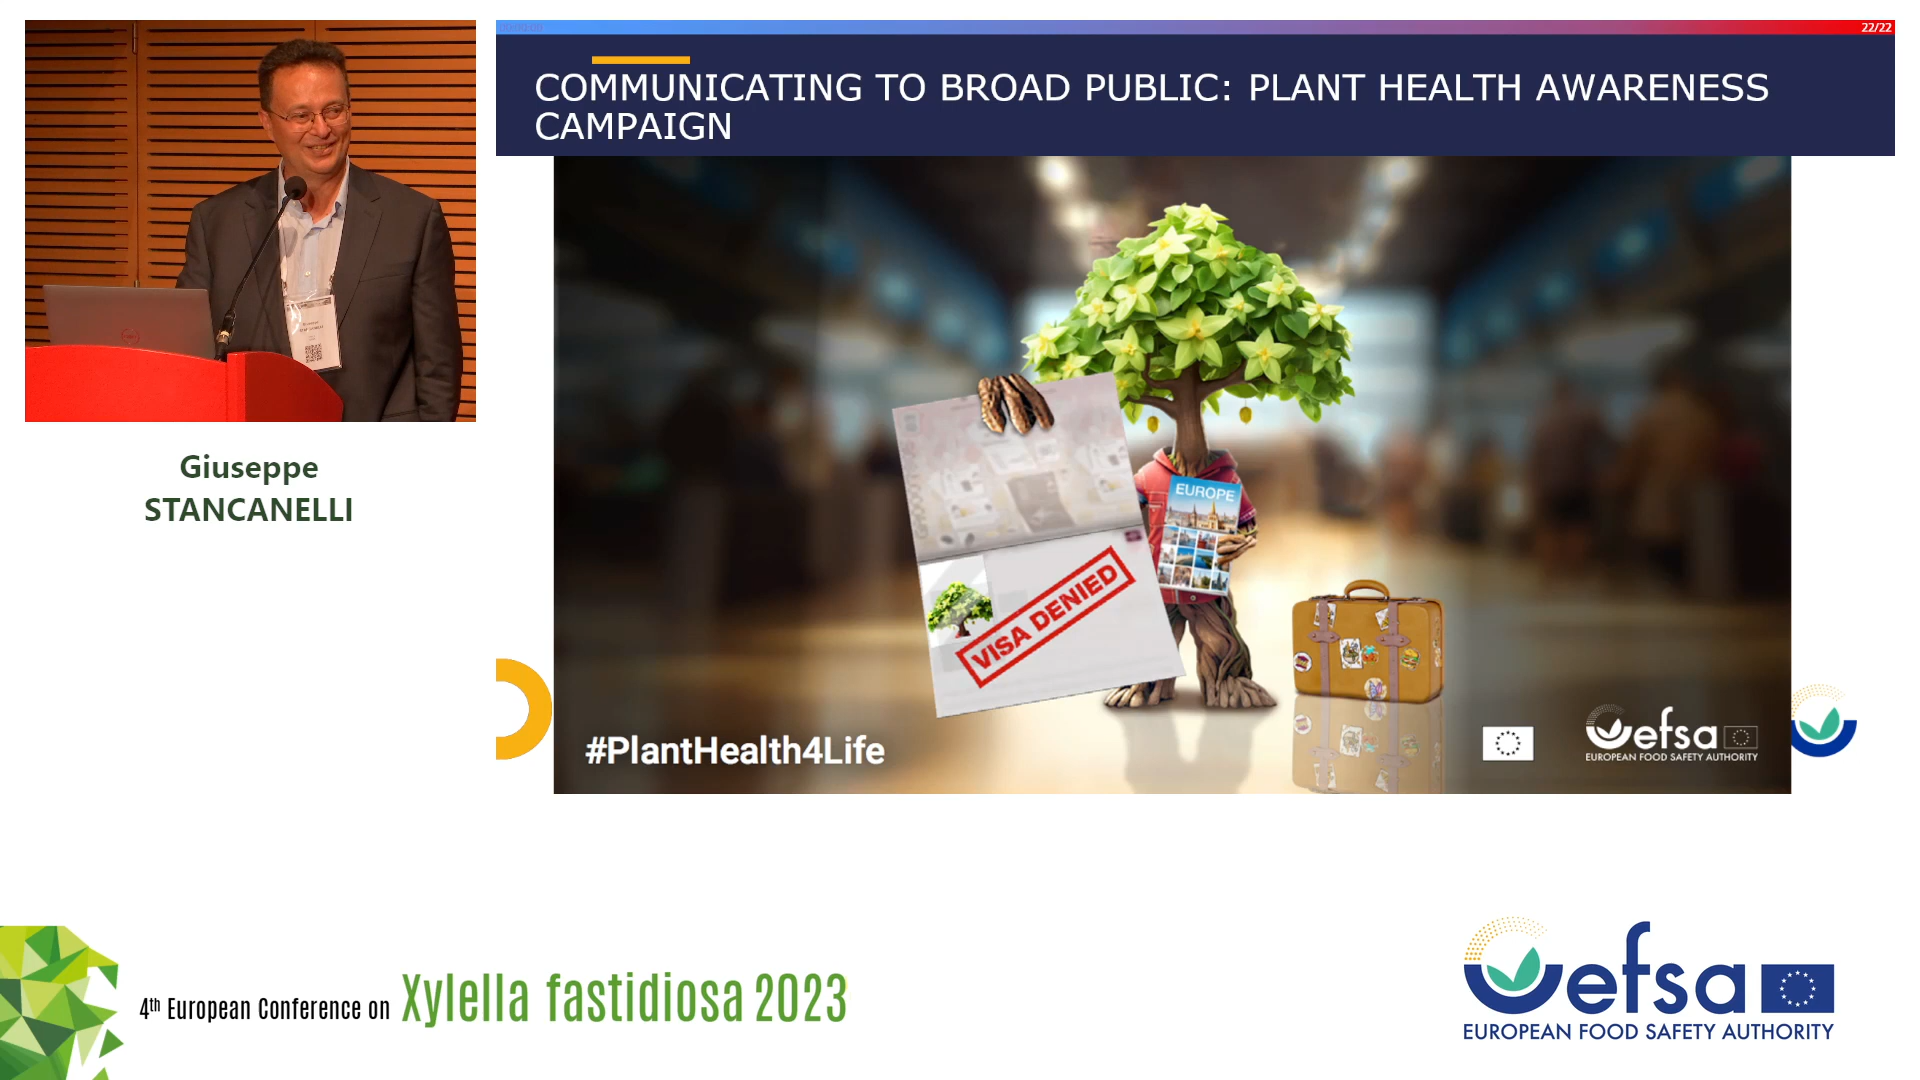 22/22
COMMUNICATING TO BROAD PUBLIC: PLANT HEALTH AWARENESS
CAMPAIGN
Giuseppe
STANCANELLI
EUROPE
VISA DENIED
#PlantHealth4Life
efsa
EUROPEAN FOOD SAFETY AUTHORITY
4th European Conference on Xylella fastidiosa 2023
efsa
EUROPEAN FOOD SAFETY AUTHORITY